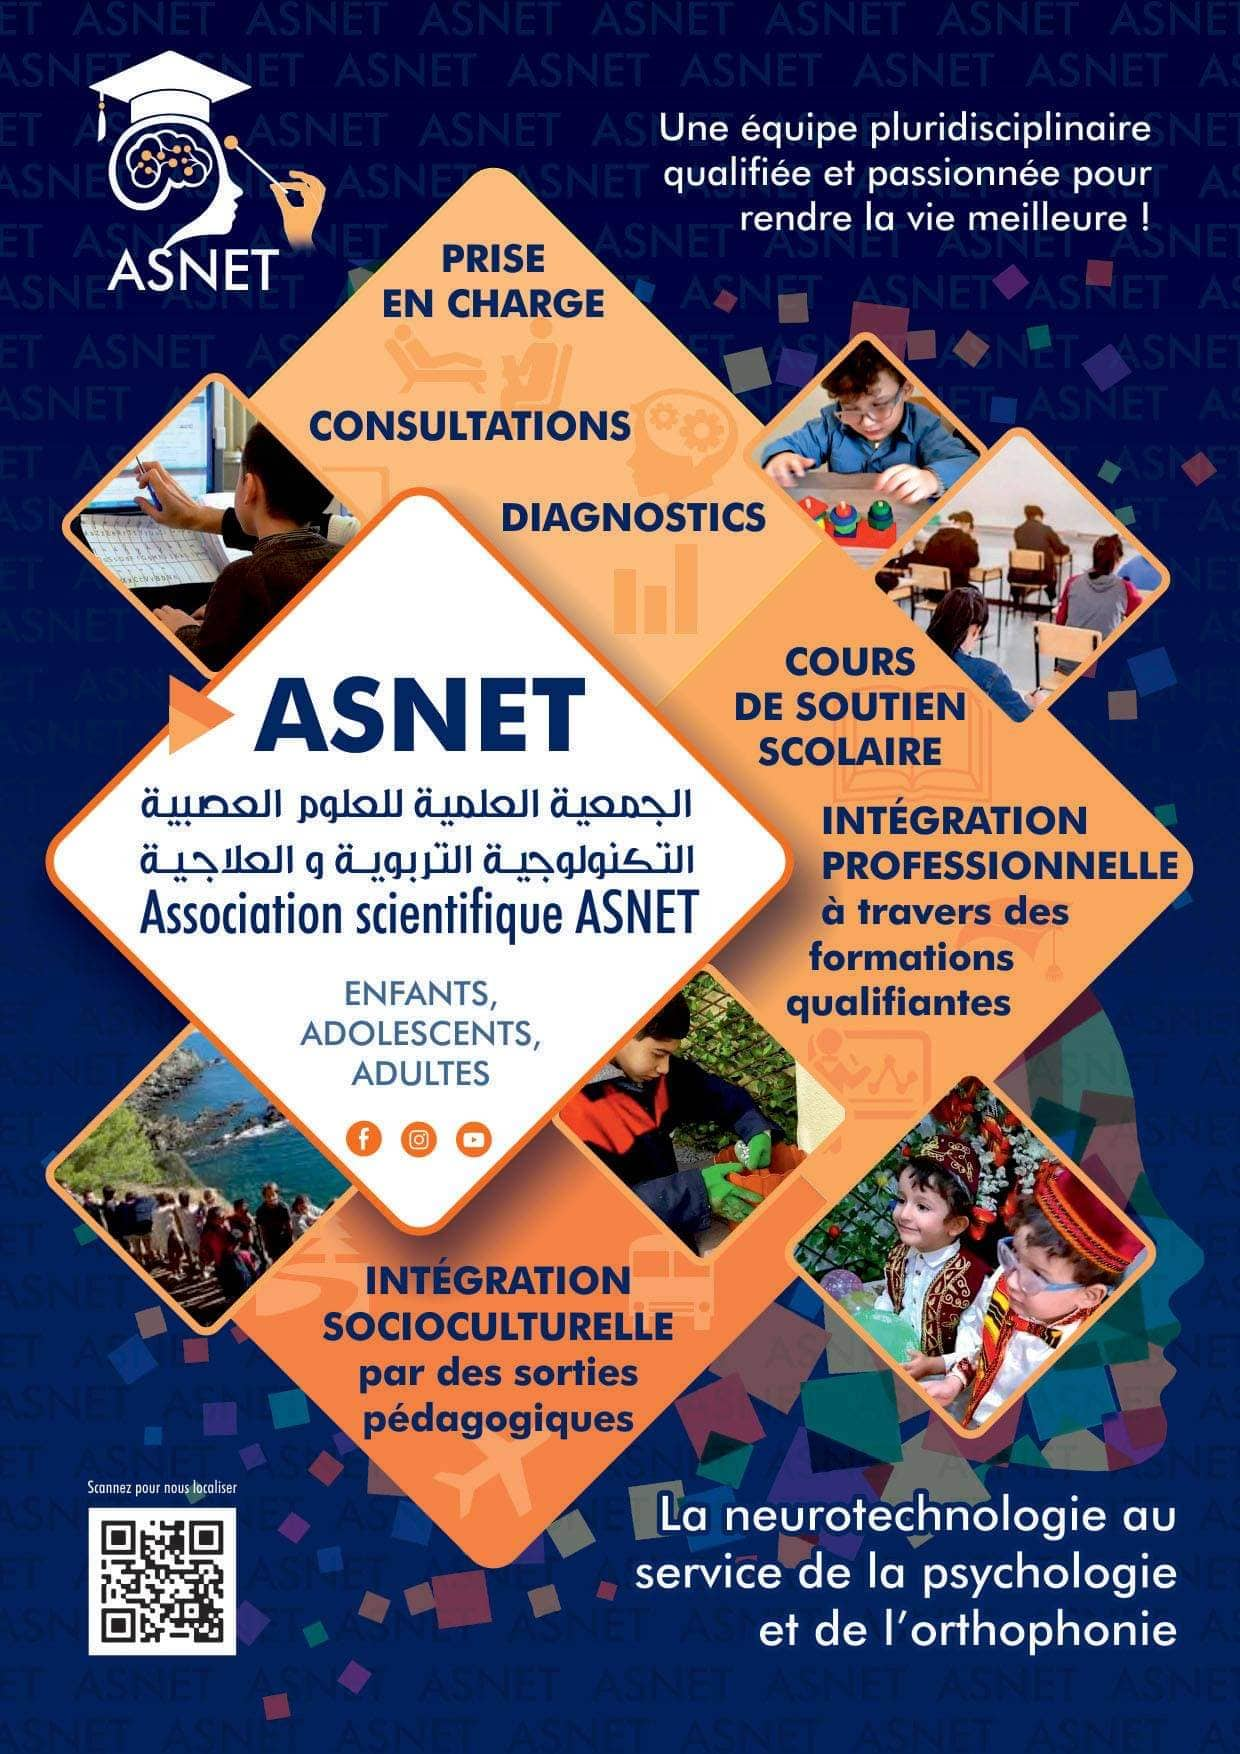 ASNET
Une équipe pluridisciplinaire
qualifiée et passionnée pour
rendre la vie meilleure !
PRISE
EN CHARGE
CONSULTATIONS
DIAGNOSTICS
COURS
DE SOUTIEN
SCOLAIRE
INTÉGRATION
PROFESSIONNELLE
à travers des
formations
qualifiantes
ASNET
الجمعية العلمية للعلوم العصبية
التكنولوجية التربوية و العلاجية
Association scientifique ASNET
ENFANTS,
ADOLESCENTS,
ADULTES
INTÉGRATION
SOCIOCULTURELLE
par des sorties
pédagogiques
Scannez pour nous localiser
La neurotechnologie au
service de la psychologie
et de l'orthophonie